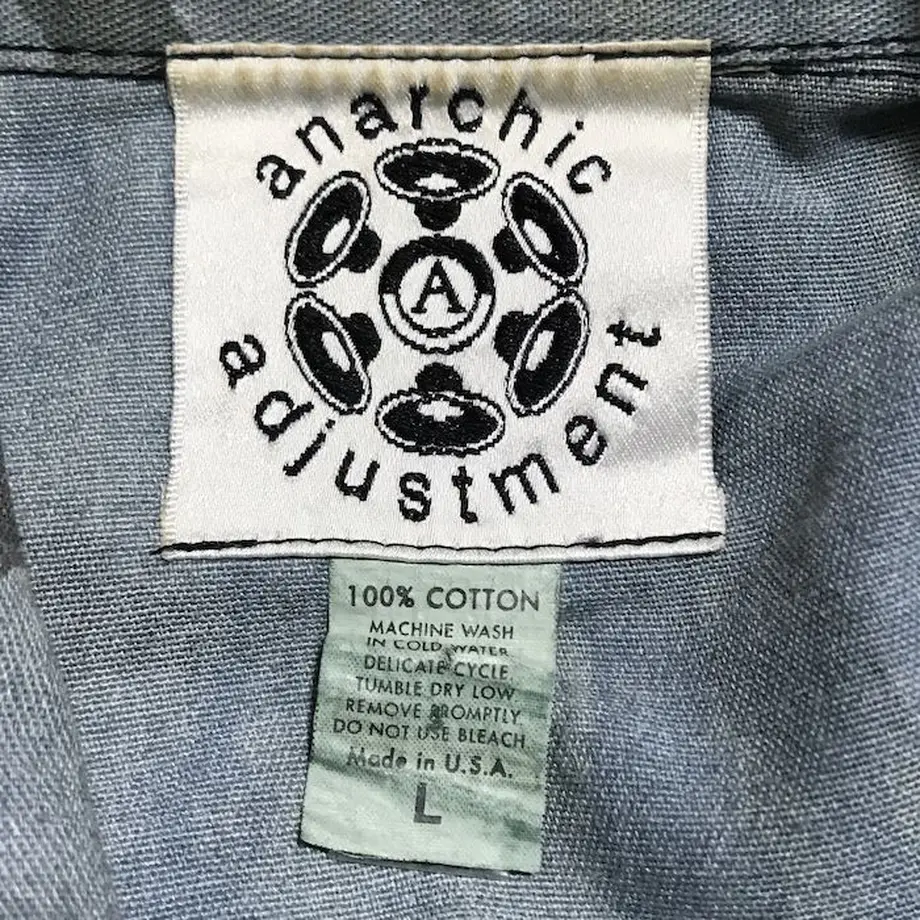 anarchic
A
adjustment
100% COTTON
MACHINE WASH
IN COLD WATER
DELICATE CYCLE
TUMBLE DRY LOW
REMOVE PROMPTLY
DO NOT USE BLEACH
Made in U.S.A.
L